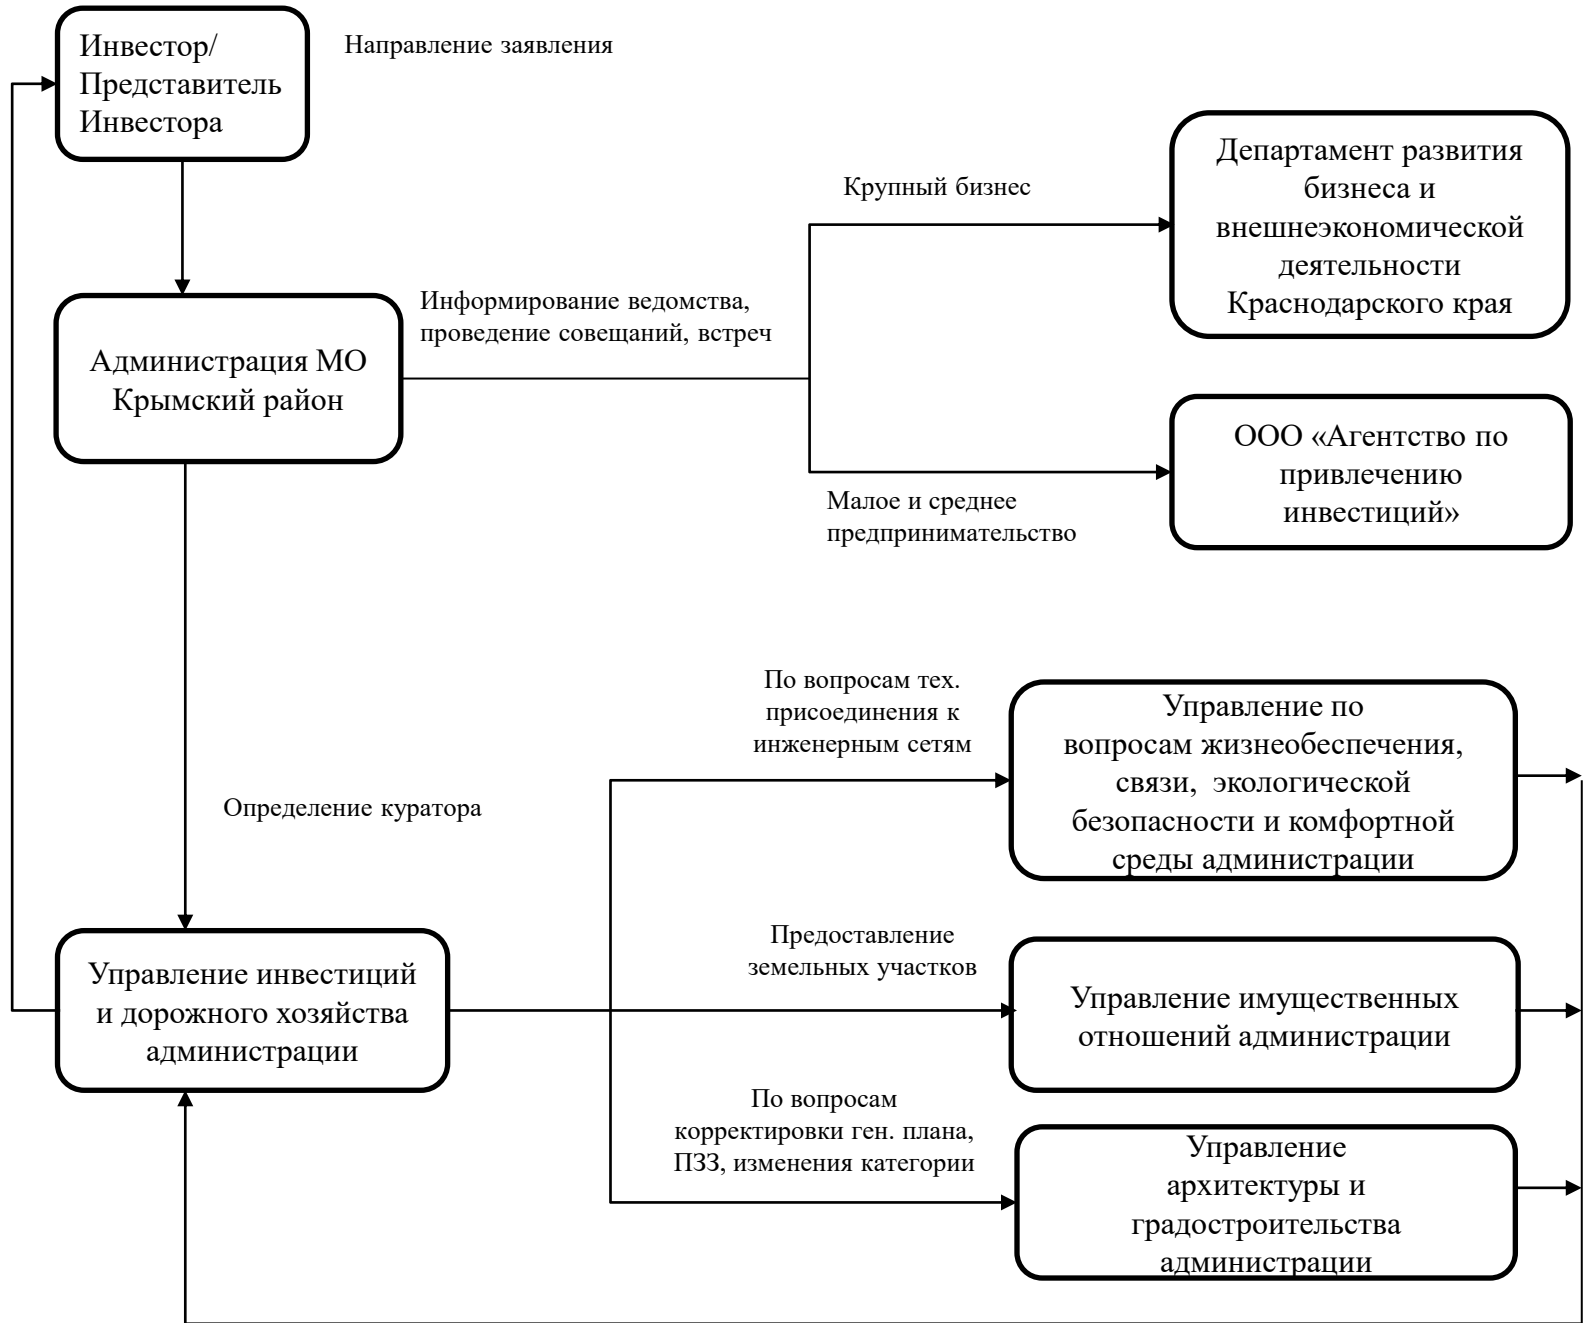 Инвестор/
Представитель
Инвестора
Направление заявления
Крупный бизнес
Департамент развития
бизнеса и
внешнеэкономической
деятельности
Краснодарского края
Информирование ведомства,
проведение совещаний, встреч
Администрация МО
Крымский район
ООО «Агентство по
привлечению
инвестиций»
Малое и среднее
предпринимательство
По вопросам тех.
присоединения к
инженерным сетям
Управление по
вопросам жизнеобеспечения,
связи,  экологической
безопасности и комфортной
среды администрации
Определение куратора
Предоставление
земельных участков
Управление инвестиций
и дорожного хозяйства
администрации
Управление имущественных
отношений администрации
По вопросам
корректировки ген. плана,
ПЗЗ, изменения категории
Управление
архитектуры и
градостроительства
администрации